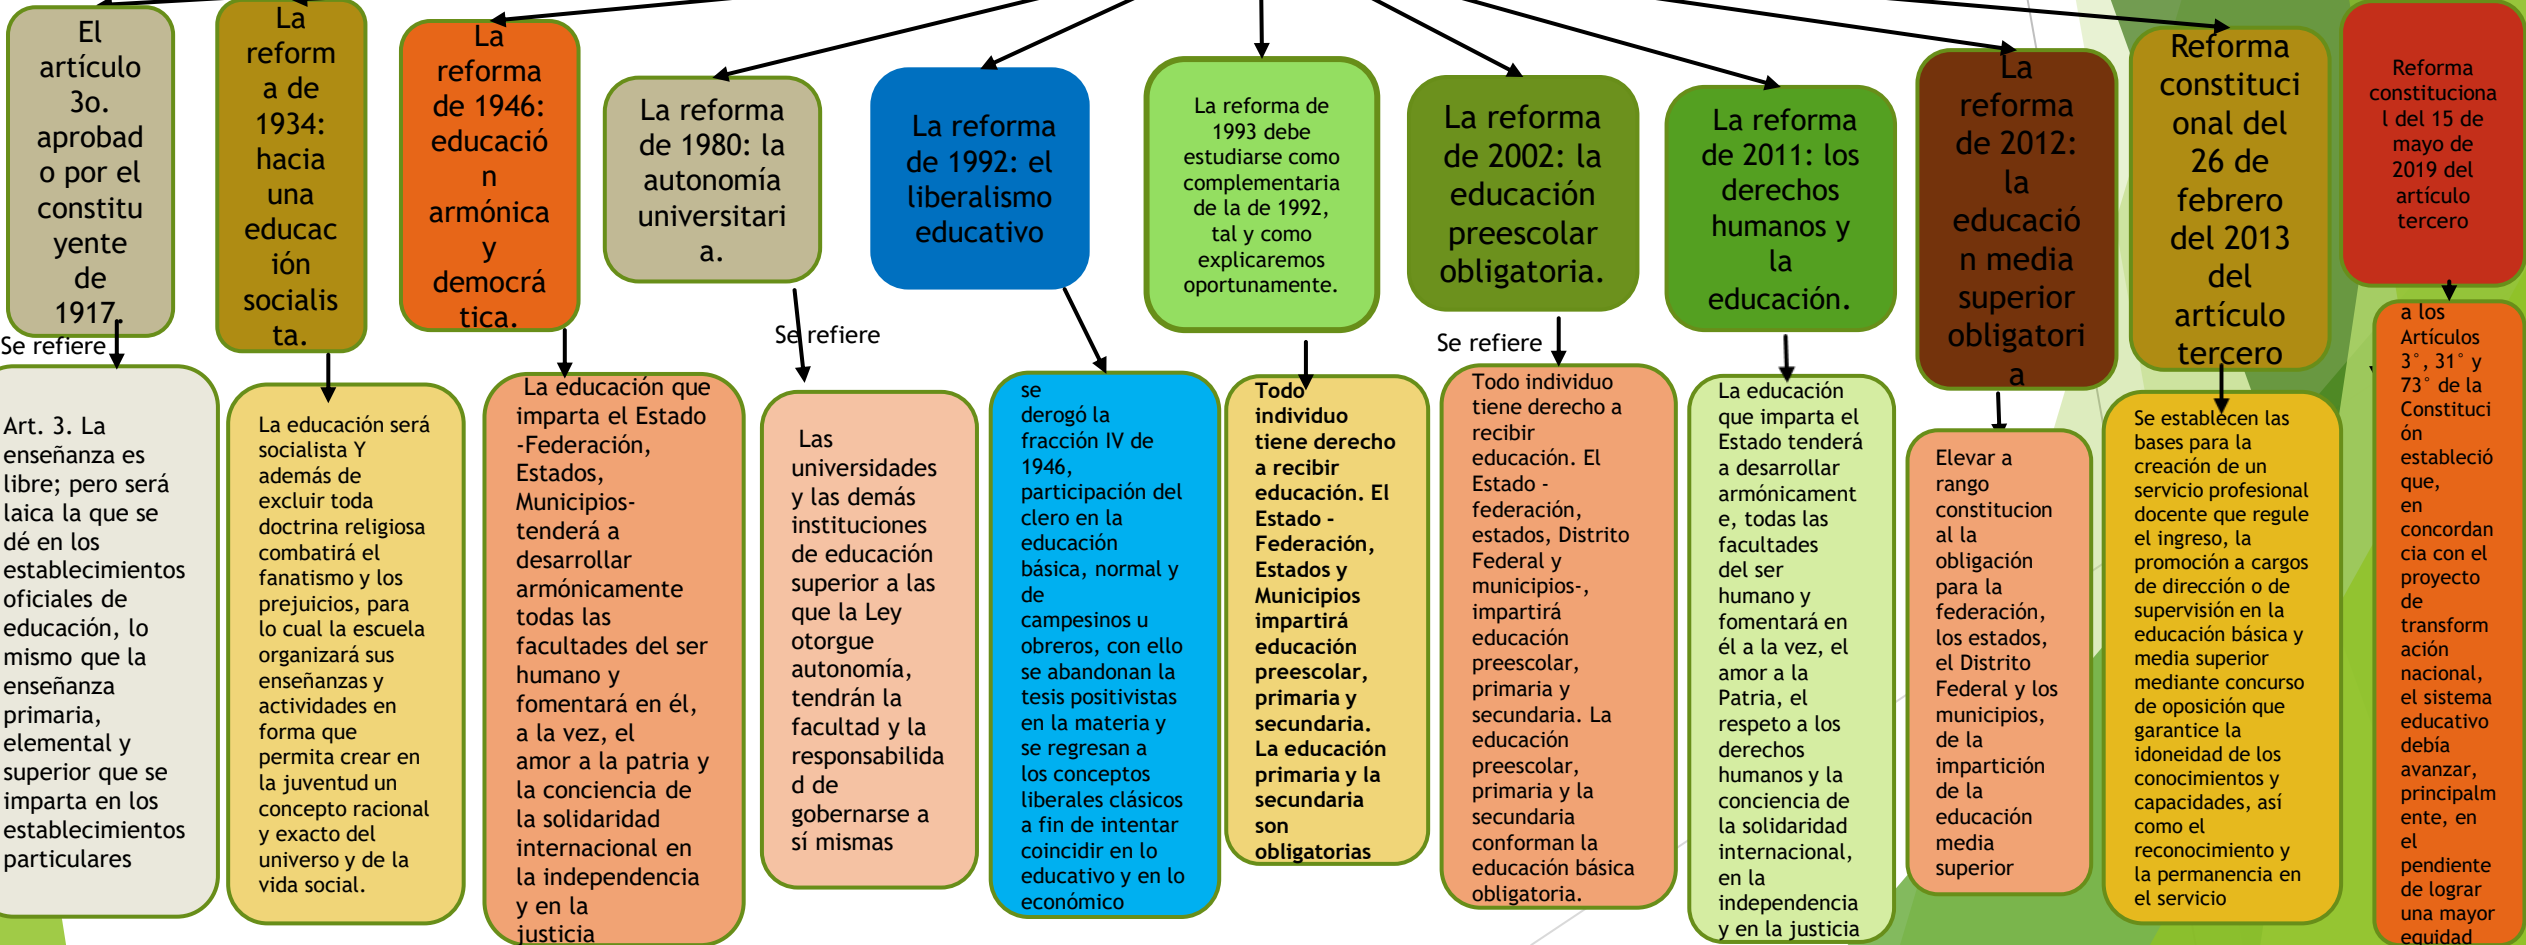 El
artículo
3o.
aprobad
o por el
constitu
yente
de
1917.
Se refiere
Art. 3. La
enseñanza es
libre; pero será
laica la que se
dé en los
establecimientos
oficiales de
educación, lo
mismo que la
enseñanza
primaria,
elemental y
superior que se
imparta en los
establecimientos
particulares
La
reform
a de
1934:
hacia
una
educac
ión
socialis
ta.
La educación será
socialista Y
además de
excluir toda
doctrina religiosa
combatirá el
fanatismo y los
prejuicios, para
lo cual la escuela
organizará sus
enseñanzas y
actividades en
forma que
permita crear en
la juventud un
concepto racional
y exacto del
universo y de la
vida social.
La
reforma
de 1946:
educació
n
armónica
y
democrá
tica.
La educación que
imparta el Estado
-Federación,
Estados,
Municipios-
tenderá a
desarrollar
armónicamente
todas las
facultades del ser
humano y
fomentará en él,
a la vez, el
amor a la patria y
la conciencia de
la solidaridad
internacional en
la independencia
y en la
justicia
La reforma
de 1980: la
autonomía
universitari
a.
Se refiere
Las
universidades
y las demás
instituciones
de educación
superior a las
que la Ley
otorgue
autonomía,
tendrán la
facultad y la
responsabilida
d de
gobernarse a
sí mismas
La reforma
de 1992: el
liberalismo
educativo
se
derogó la
fracción IV de
1946,
participación del
clero en la
educación
básica, normal y
de
campesinos u
obreros, con ello
se abandonan la
tesis positivistas
en la materia y
se regresan a
los conceptos
liberales clásicos
a fin de intentar
coincidir en lo
educativo y en lo
económico
La reforma de
1993 debe
estudiarse como
complementaria
de la de 1992,
tal y como
explicaremos
oportunamente.
Todo
individuo
tiene derecho
a recibir
educación. El
Estado -
Federación,
Estados y
Municipios
impartirá
educación
preescolar,
primaria y
secundaria.
La educación
primaria y la
secundaria
son
obligatorias
La reforma
de 2002: la
educación
preescolar
obligatoria.
Se refiere
Todo individuo
tiene derecho a
recibir
educación. El
Estado -
federación,
estados, Distrito
Federal y
municipios-,
impartirá
educación
preescolar,
primaria y
secundaria. La
educación
preescolar,
primaria y la
secundaria
conforman la
educación básica
obligatoria.
La reforma
de 2011: los
derechos
humanos y
la
educación.
La educación
que imparta el
Estado tenderá
a desarrollar
armónicament
e, todas las
facultades
del ser
humano y
fomentará en
él a la vez, el
amor a la
Patria, el
respeto a los
derechos
humanos y la
conciencia de
la solidaridad
internacional,
en la
independencia
y en la justicia
La
reforma
de 2012:
la
educació
n media
superior
obligatori
a
Elevar a
rango
constitucion
al la
obligación
para la
federación,
los estados,
el Distrito
Federal y los
municipios,
de la
impartición
de la
educación
media
superior
Reforma
constituci
onal del
26 de
febrero
del 2013
del
artículo
tercero
Se establecen las
bases para la
creación de un
servicio profesional
docente que regule
el ingreso, la
promoción a cargos
de dirección o de
supervisión en la
educación básica y
media superior
mediante concurso
de oposición que
garantice la
idoneidad de los
conocimientos y
capacidades, así
como el
reconocimiento y
la permanencia en
el servicio
Reforma
constituciona
l del 15 de
mayo de
2019 del
artículo
tercero
a los
Artículos
3°, 31° y
73° de la
Constituci
ón
estableció
que,
en
concordan
cia con el
proyecto
de
transform
ación
nacional,
el sistema
educativo
debía
avanzar,
principalm
ente, en
el
pendiente
de lograr
una mayor
equidad